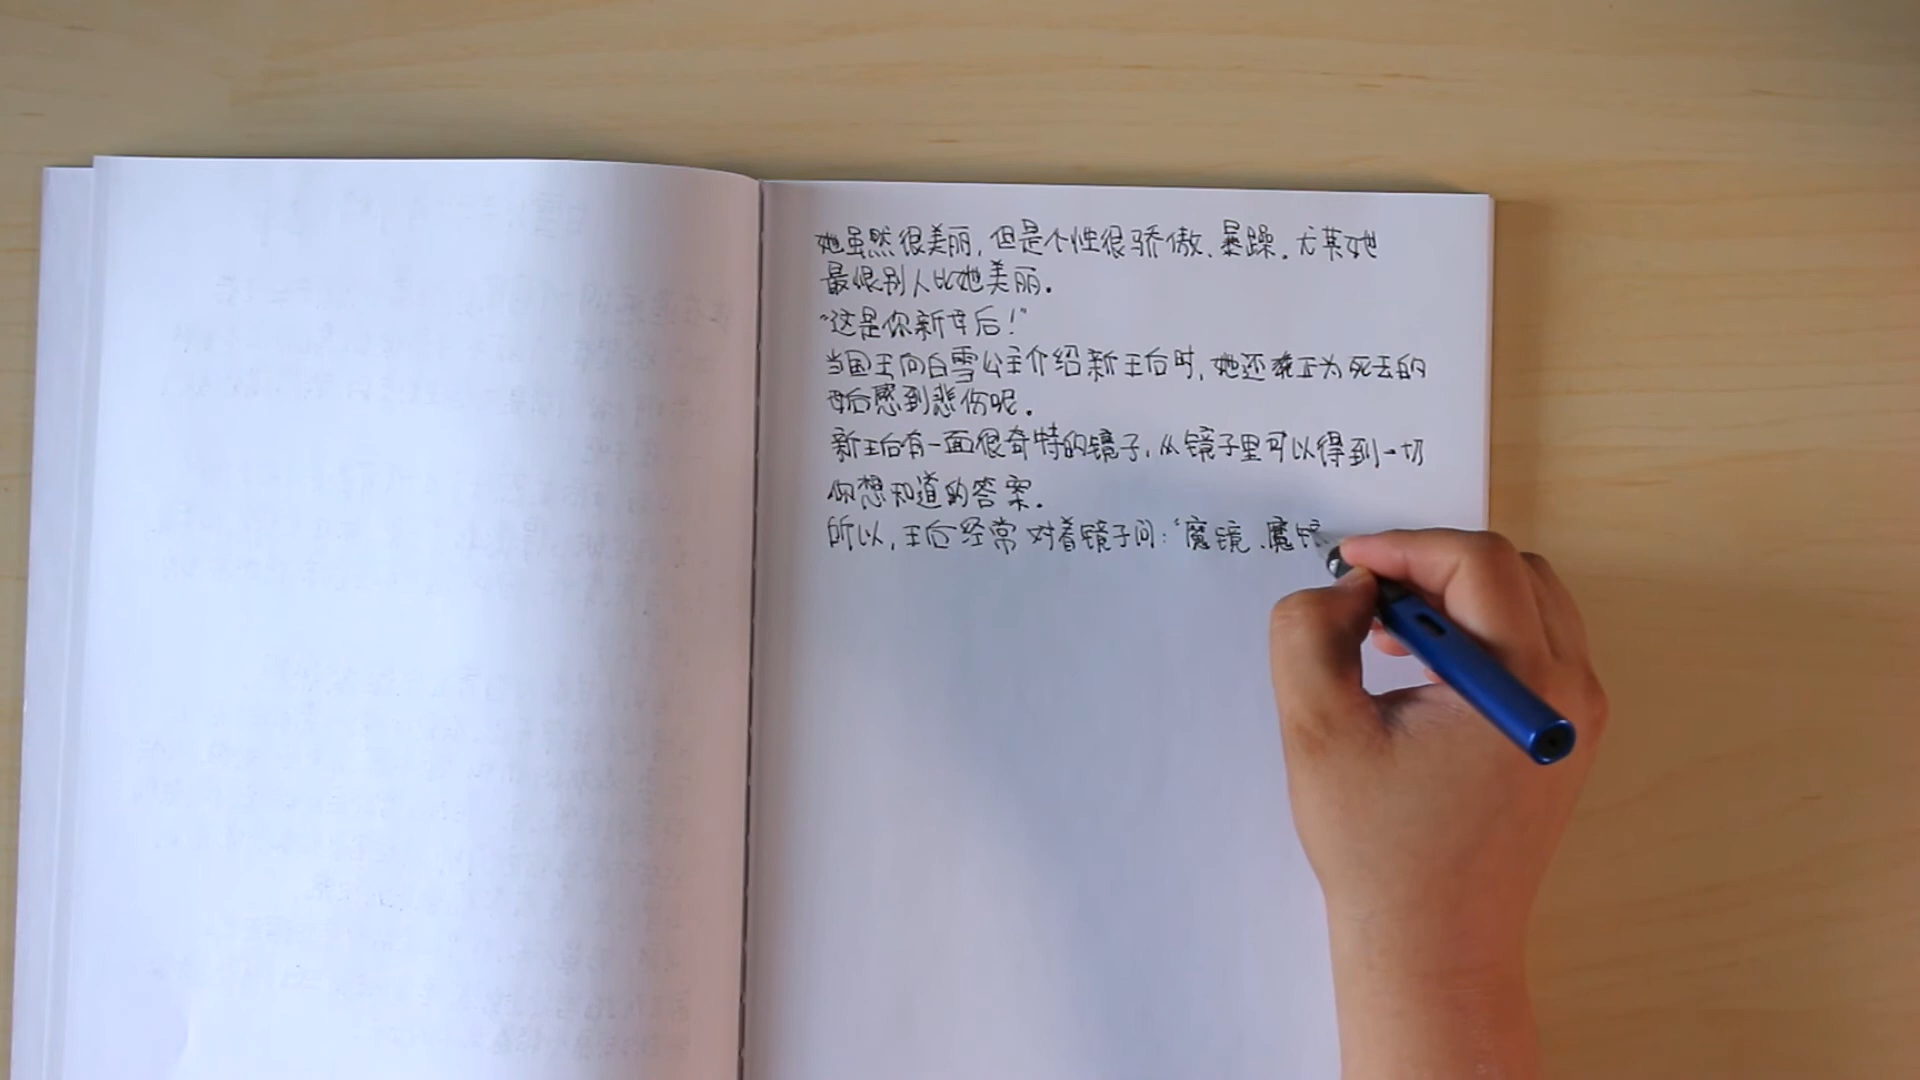 她虽然很美丽，但是个性很骄傲、暴躁。尤其她
最恨别人比她美丽。
“这是你新母后！”
当国王向白雪公主介绍新王后时，她还难正为死去的
母后感到悲伤呢。
新王后有一面很奇特的镜子，从镜子里可以得到一切
你想知道的答案。
所以，王后经常对着镜子问：“魔镜、魔镜